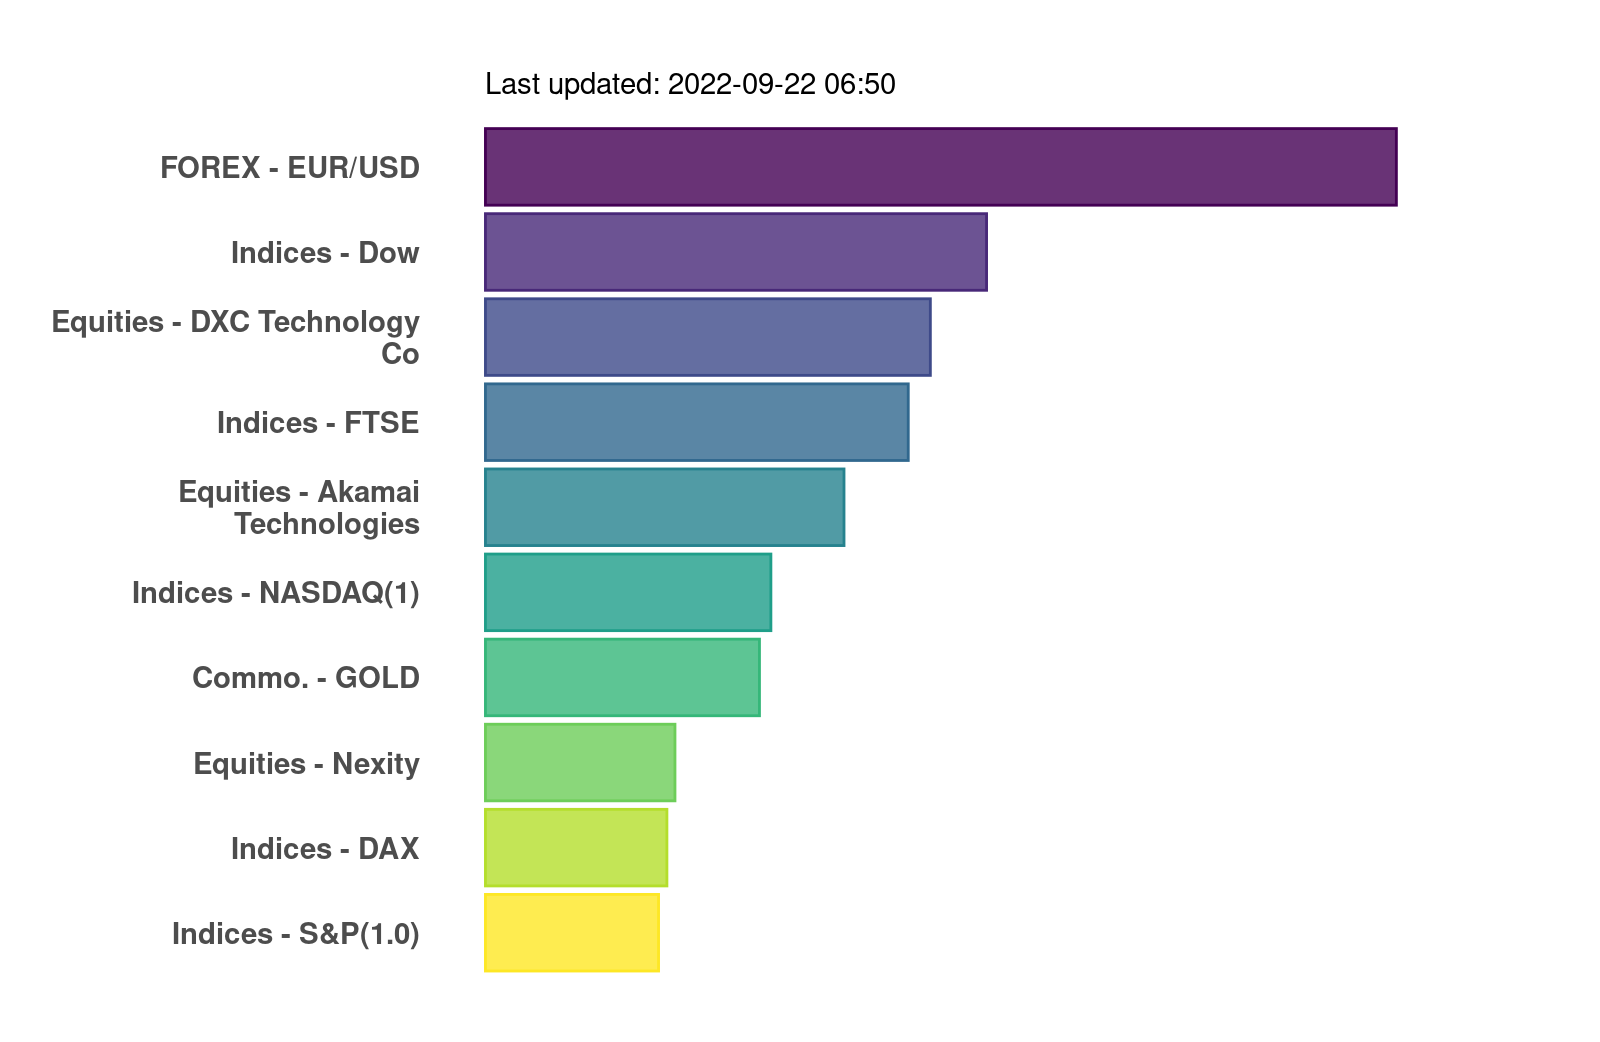 Last updated: 2022-09-22 06:50
FOREX - EUR/USD
Indices - Dow
Equities - DXC Technology
Co
Indices - FTSE
Equities - Akamai
Technologies
Indices - NASDAQ(1)
Commo. - GOLD
Equities - Nexity
Indices - DAX
Indices - S&P(1.0)